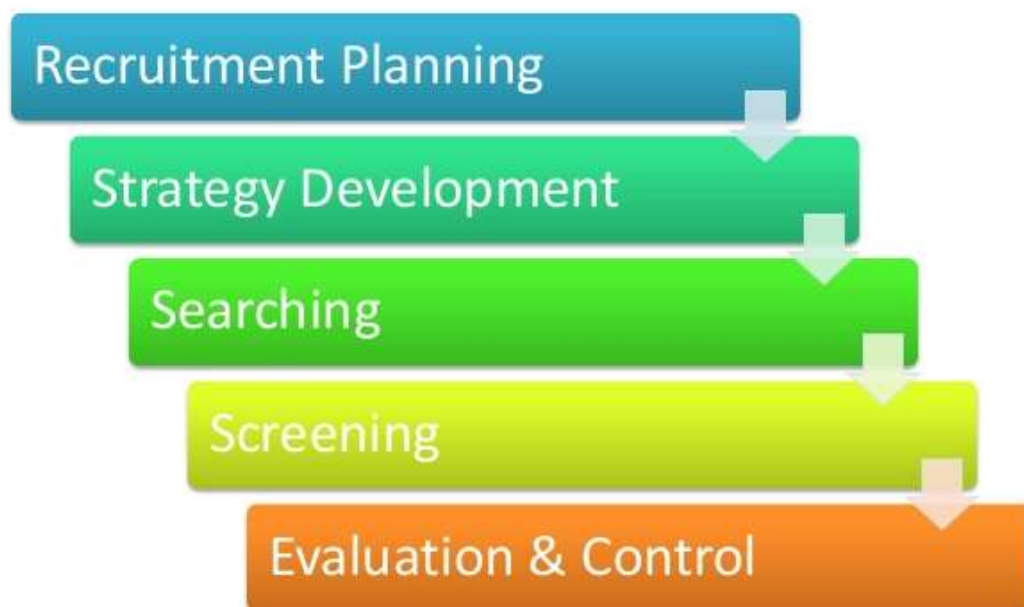 Recruitment Planning
Strategy Development
Searching
Screening
Evaluation & Control